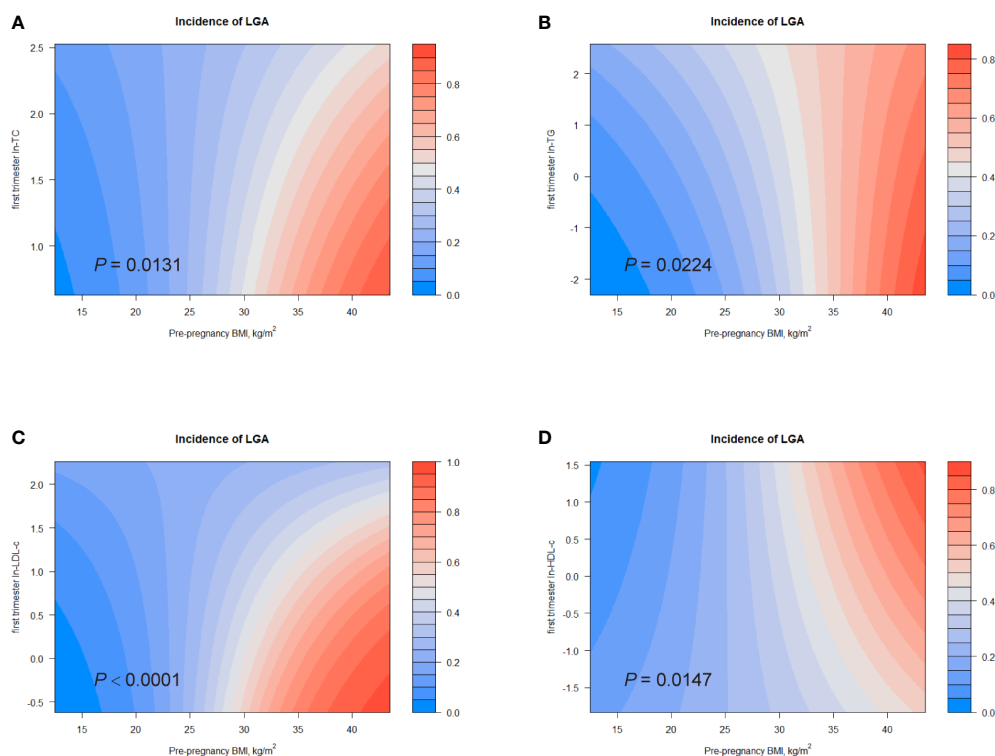 A
Incidence of LGA
first trimester ln-TC
2.5
2.0
1.5
1.0
P = 0.0131
15 20 25 30 35 40
Pre-pregnancy BMI, kg/m²
0.8
0.6
0.4
0.2
0.0
B
Incidence of LGA
first trimester ln-TG
2
1
0
-1
-2
P = 0.0224
15 20 25 30 35 40
Pre-pregnancy BMI, kg/m²
0.8
0.6
0.4
0.2
0.0
C
Incidence of LGA
first trimester ln-LDL-c
2.0
1.5
1.0
0.5
0.0
-0.5
P < 0.0001
15 20 25 30 35 40
Pre-pregnancy BMI, kg/m²
1.0
0.8
0.6
0.4
0.2
0.0
D
Incidence of LGA
first trimester ln-HDL-c
1.5
1.0
0.5
0.0
-0.5
-1.0
-1.5
P = 0.0147
15 20 25 30 35 40
Pre-pregnancy BMI, kg/m²
0.8
0.6
0.4
0.2
0.0